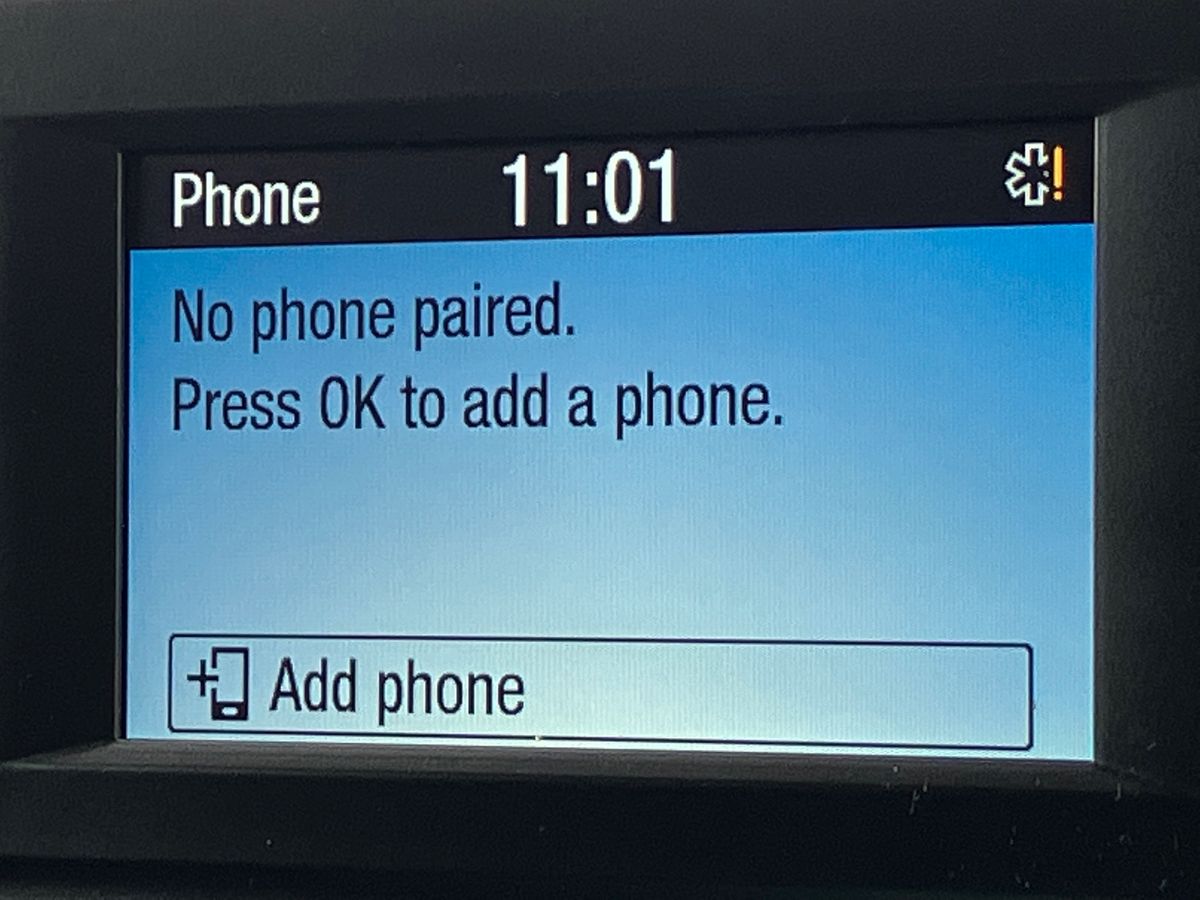 Phone 11:01
No phone paired.
Press OK to add a phone.
Add phone